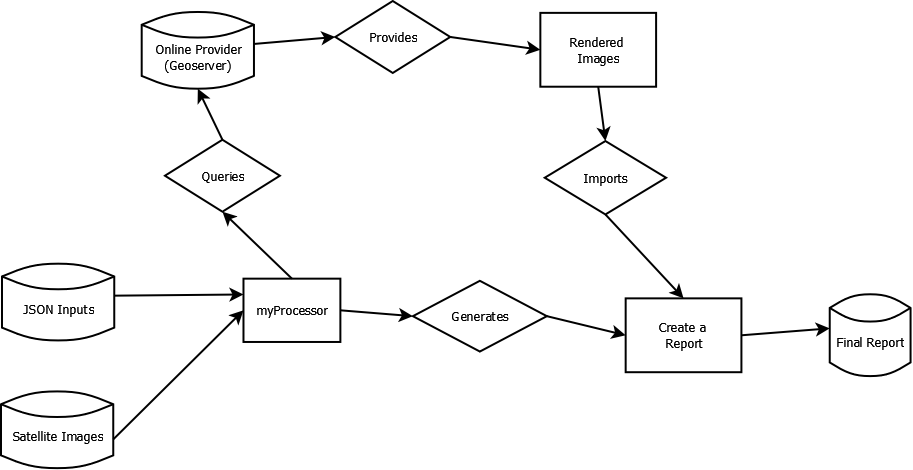 Online Provider
(Geoserver)
Provides
Rendered
Images
Queries
Imports
JSON Inputs
myProcessor
Generates
Create a
Report
Final Report
Satellite Images